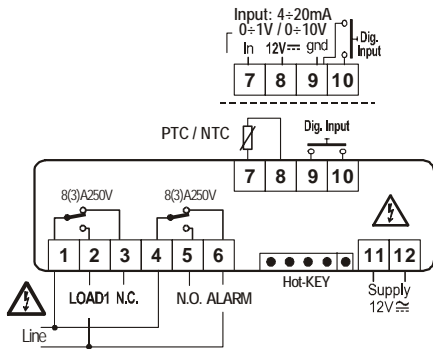 Input: 4÷20mA
0÷1V / 0÷10V
In 12V⎓ gnd
Dig.
Input
7 8 9 10
PTC / NTC
Dig. Input
7 8 9 10
8(3)A250V 8(3)A250V
1 2 3 4 5 6 11 12
LOAD1 N.C. N.O. ALARM
Hot-KEY
Supply
12V≂
Line